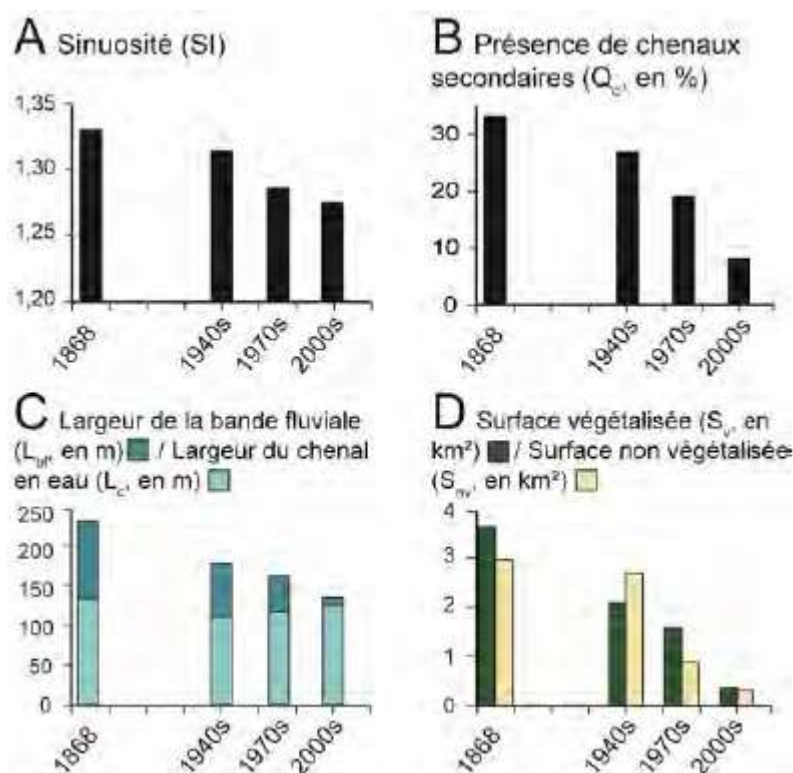 A Sinuosité (SI)
1,35
1,30
1,25
1,20
1868
1940s
1970s
2000s
B Présence de chenaux
secondaires (Qc, en %)
30
20
10
0
1868
1940s
1970s
2000s
C Largeur de la bande fluviale
(Lbf, en m) / Largeur du chenal
en eau (Lc, en m)
250
200
150
100
50
0
1868
1940s
1970s
2000s
D Surface végétalisée (Sv, en
km²) / Surface non végétalisée
(Snv, en km²)
4
3
2
1
0
1868
1940s
1970s
2000s